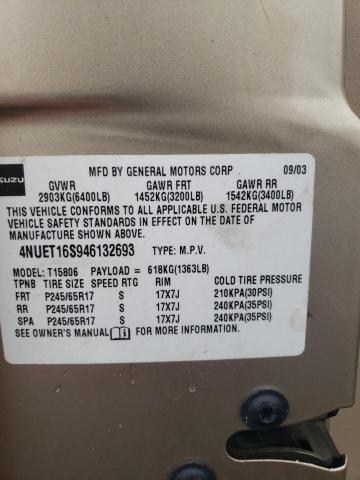 ISUZU
MFD BY GENERAL MOTORS CORP 09/03
GVWR GAWR FRT GAWR RR
2903KG(6400LB) 1452KG(3200LB) 1542KG(3400LB)
THIS VEHICLE CONFORMS TO ALL APPLICABLE U.S. FEDERAL MOTOR
VEHICLE SAFETY STANDARDS IN EFFECT ON THE DATE OF
MANUFACTURE SHOWN ABOVE.
4NUET16S946132693 TYPE: M.P.V.
MODEL: T15806 PAYLOAD = 618KG(1363LB)
TPNB TIRE SIZE SPEED RTG RIM COLD TIRE PRESSURE
FRT P245/65R17 S 17X7J 210KPA(30PSI)
RR P245/65R17 S 17X7J 240KPA(35PSI)
SPA P245/65R17 S 17X7J 240KPA(35PSI)
SEE OWNER'S MANUAL FOR ADDITIONAL INFORMATION